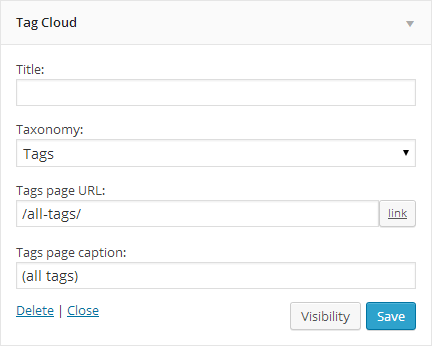 Tag Cloud
Title:
Taxonomy:
Tags
Tags page URL:
/all-tags/ link
Tags page caption:
(all tags)
Delete | Close Visibility Save